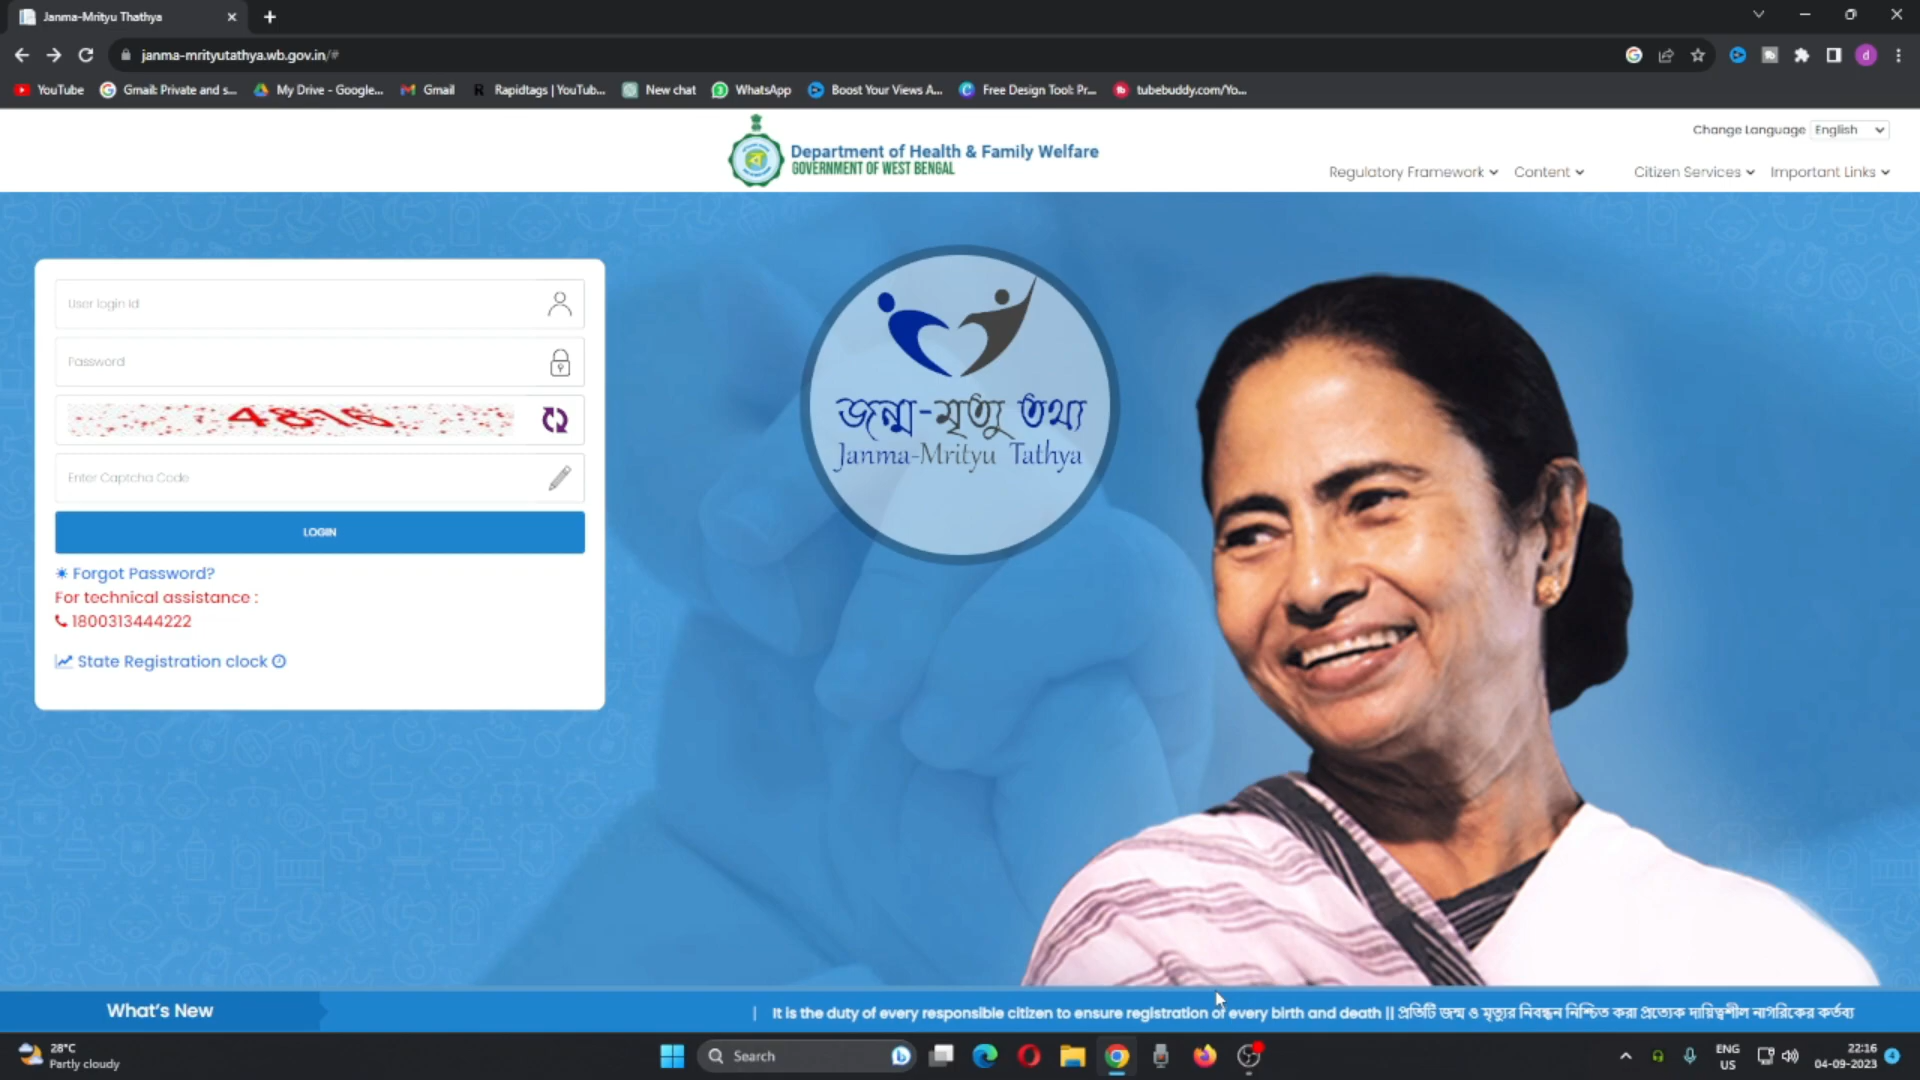 Janma-Mrityu Thathya
janma-mrityutathya.wb.gov.in/#
d
YouTube
Gmail: Private and s...
My Drive - Google...
Gmail
Rapidtags | YouTub...
New chat
WhatsApp
Boost Your Views A...
Free Design Tool: Pr...
tubebuddy.com/Yo...
Department of Health & Family Welfare
GOVERNMENT OF WEST BENGAL
Change Language English
Regulatory Framework
Content
Citizen Services
Important Links
User login Id
Password
4816
Enter Captcha Code
LOGIN
Forgot Password?
For technical assistance :
1800313444222
State Registration clock
জন্ম-মৃত্যু তথ্য
Janma-Mrityu Tathya
What's New
| It is the duty of every responsible citizen to ensure registration of every birth and death || প্রতিটি জন্ম ও মৃত্যুর নিবন্ধন নিশ্চিত করা প্রত্যেক দায়িত্বশীল নাগরিকের কর্তব্য
28°C
Partly cloudy
Search
ENG
US
22:16
04-09-2023
4